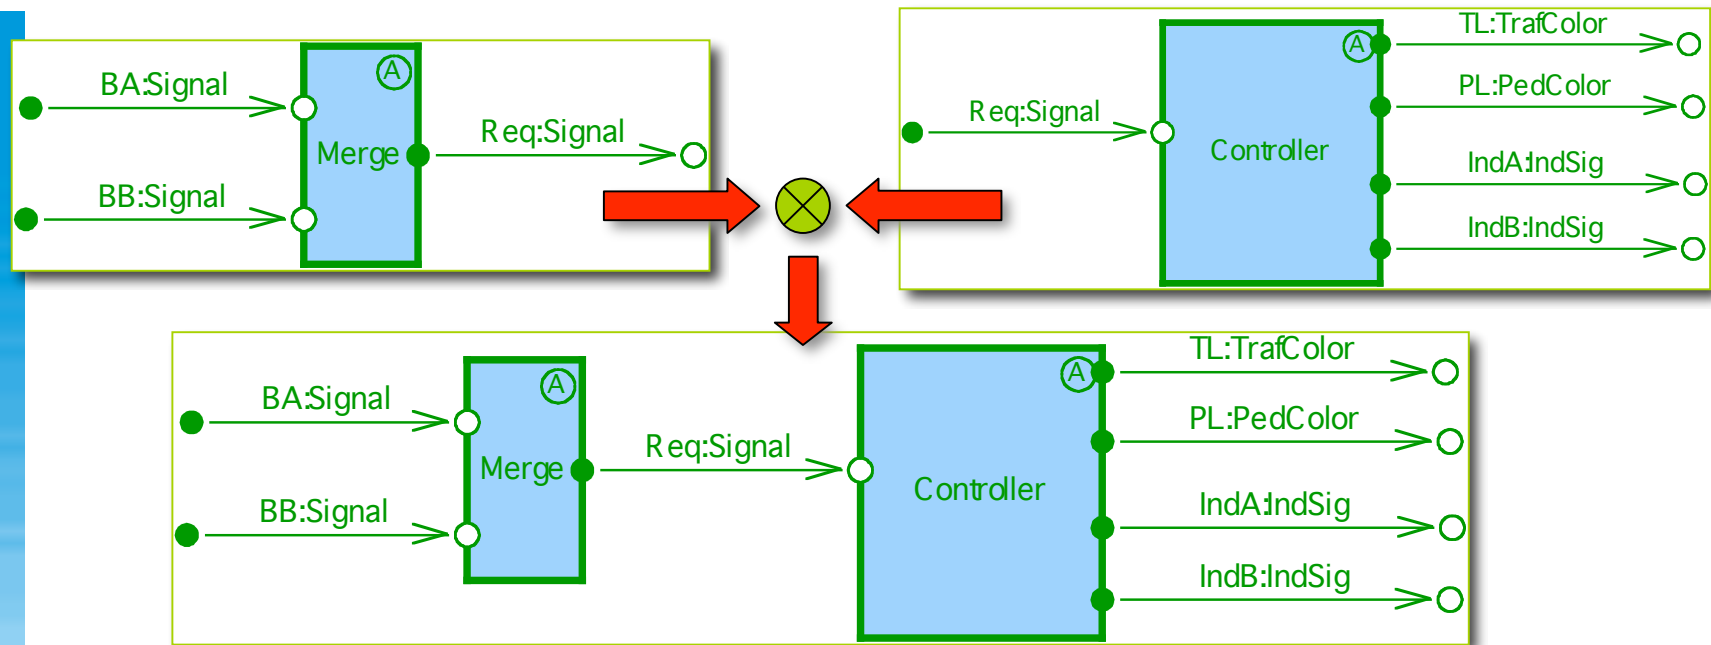 BA:Signal
A
Merge
Req:Signal
BB:Signal
TL:TrafColor
A
PL:PedColor
Req:Signal
Controller
IndA:IndSig
IndB:IndSig
BA:Signal
A
Merge
Req:Signal
BB:Signal
TL:TrafColor
A
PL:PedColor
Controller
IndA:IndSig
IndB:IndSig